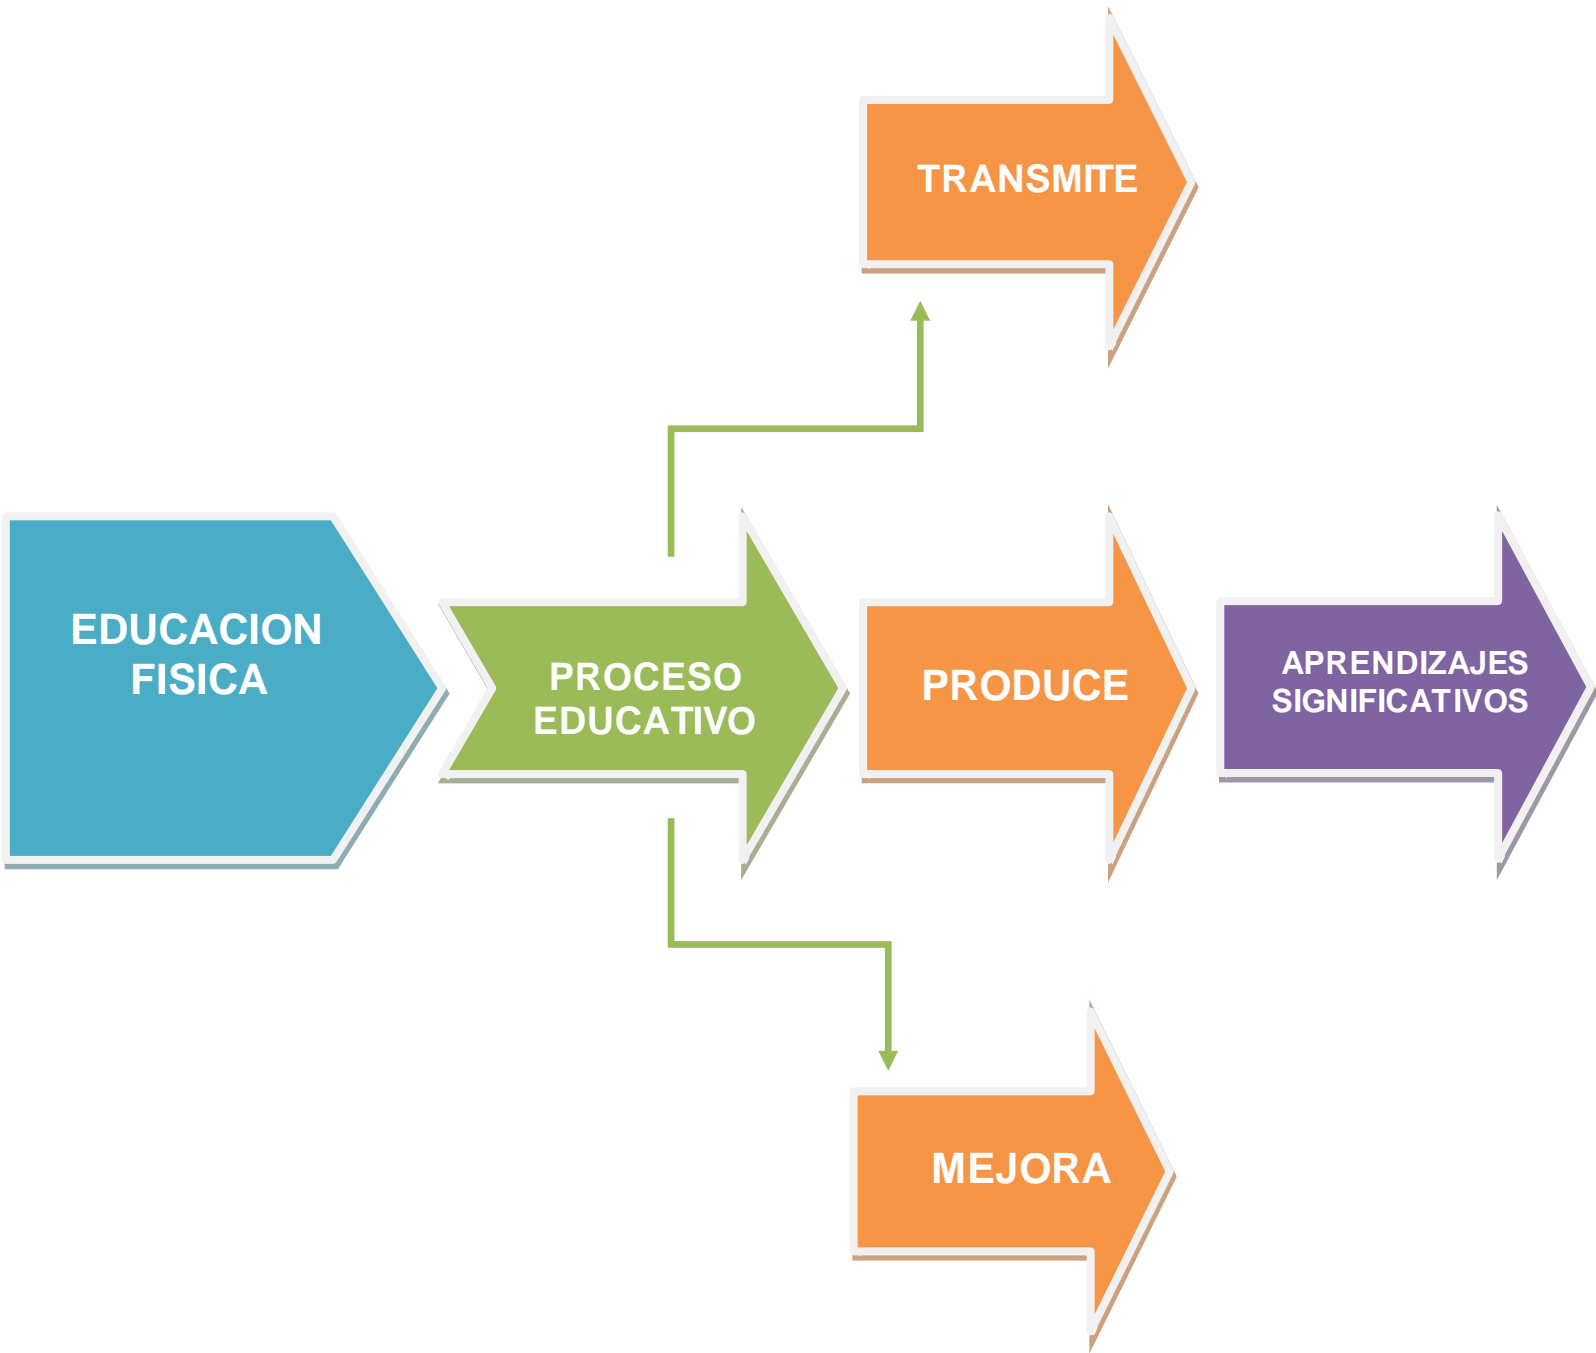 TRANSMITE
EDUCACION
FISICA
PROCESO
EDUCATIVO
PRODUCE
APRENDIZAJES
SIGNIFICATIVOS
MEJORA